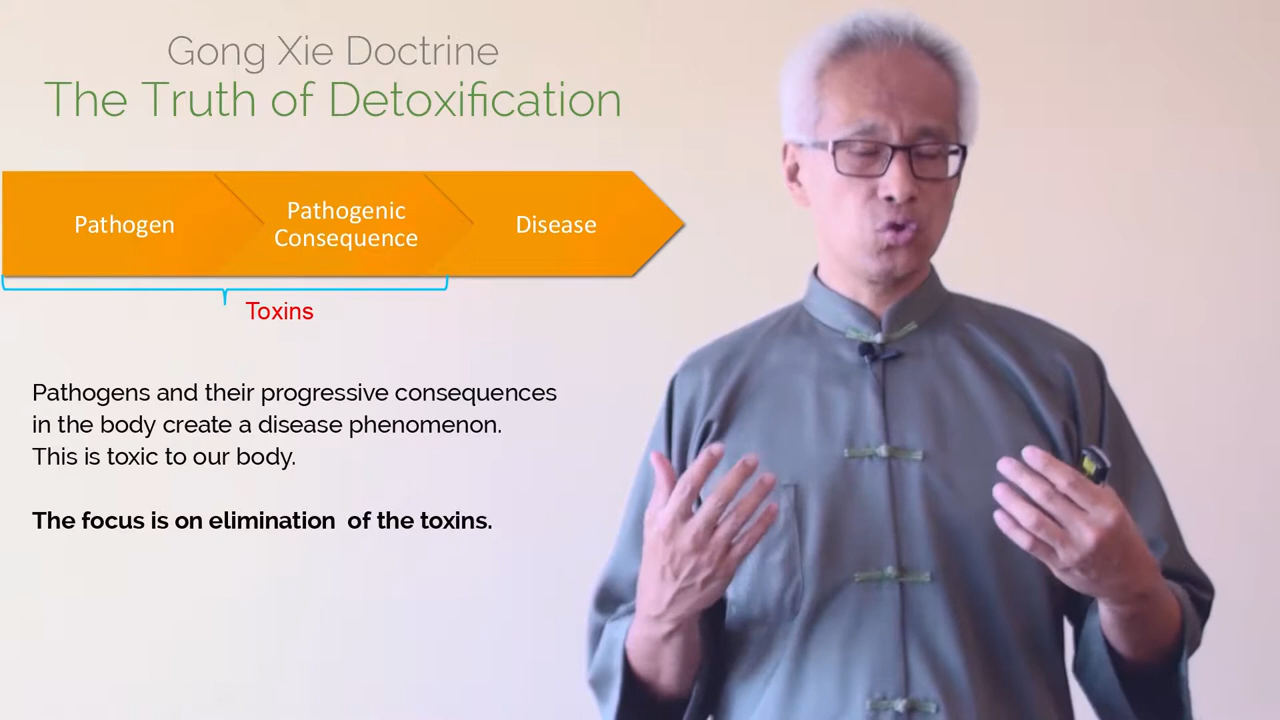 Gong Xie Doctrine
The Truth of Detoxification
Pathogen
Pathogenic
Consequence
Disease
Toxins
Pathogens and their progressive consequences
in the body create a disease phenomenon.
This is toxic to our body.
The focus is on elimination  of the toxins.